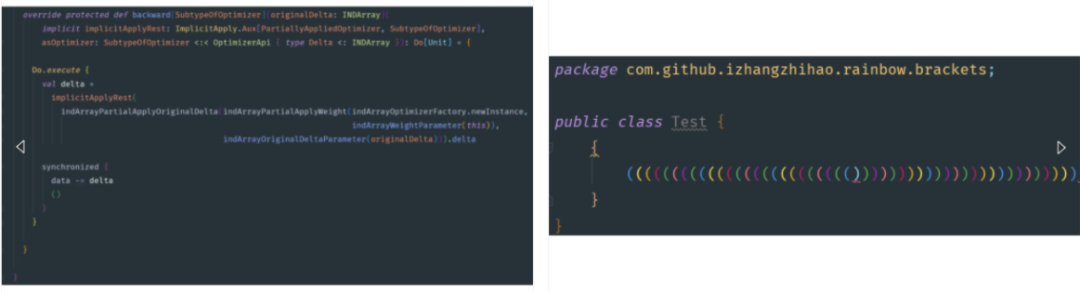 override protected def backward[SubtypeOfOptimizer](originalDelta: INDArray)(
implicit implicitApplyRest: ImplicitApply.Aux[PartiallyAppliedOptimizer, SubtypeOfOptimizer],
asOptimizer: SubtypeOfOptimizer <:< OptimizerApi { type Delta <: INDArray }): Do[Unit] = {
Do.execute {
val delta =
implicitApplyRest(
indArrayPartialApplyOriginalDelta(indArrayPartialApplyWeight(indArrayOptimizerFactory.newInstance,
indArrayWeightParameter(this)),
indArrayOriginalDeltaParameter(originalDelta))).delta
synchronized {
data -= delta
()
}
}
}
}
package com.github.izhangzhihao.rainbow.brackets;
public class Test {
{
}
}